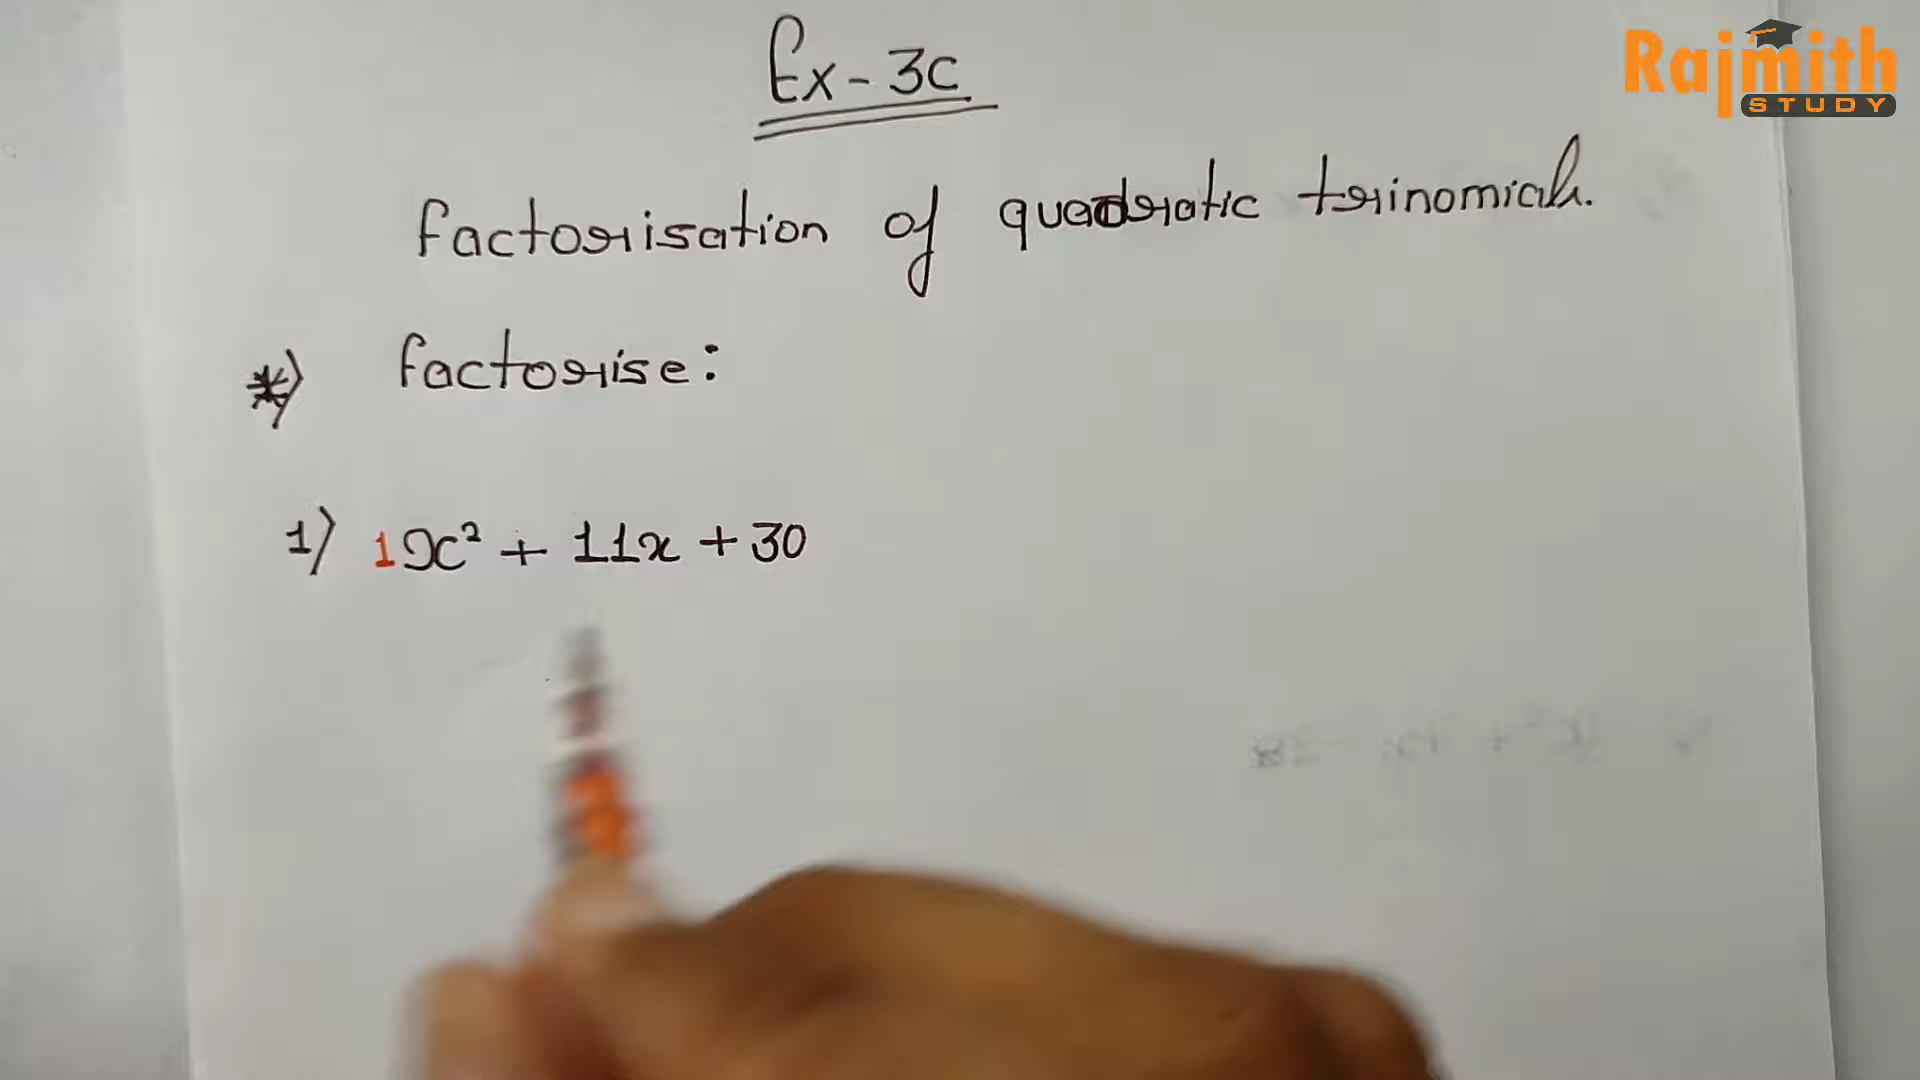 Rajmith
STUDY
Ex - 3C
factorisation of quadratic trinomials.
*) factorise:
1) 1x² + 11x + 30